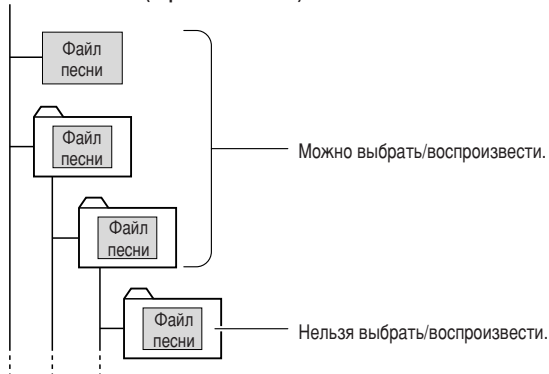 Файл
песни
Файл
песни
Можно выбрать/воспроизвести.
Файл
песни
Файл
песни
Нельзя выбрать/воспроизвести.